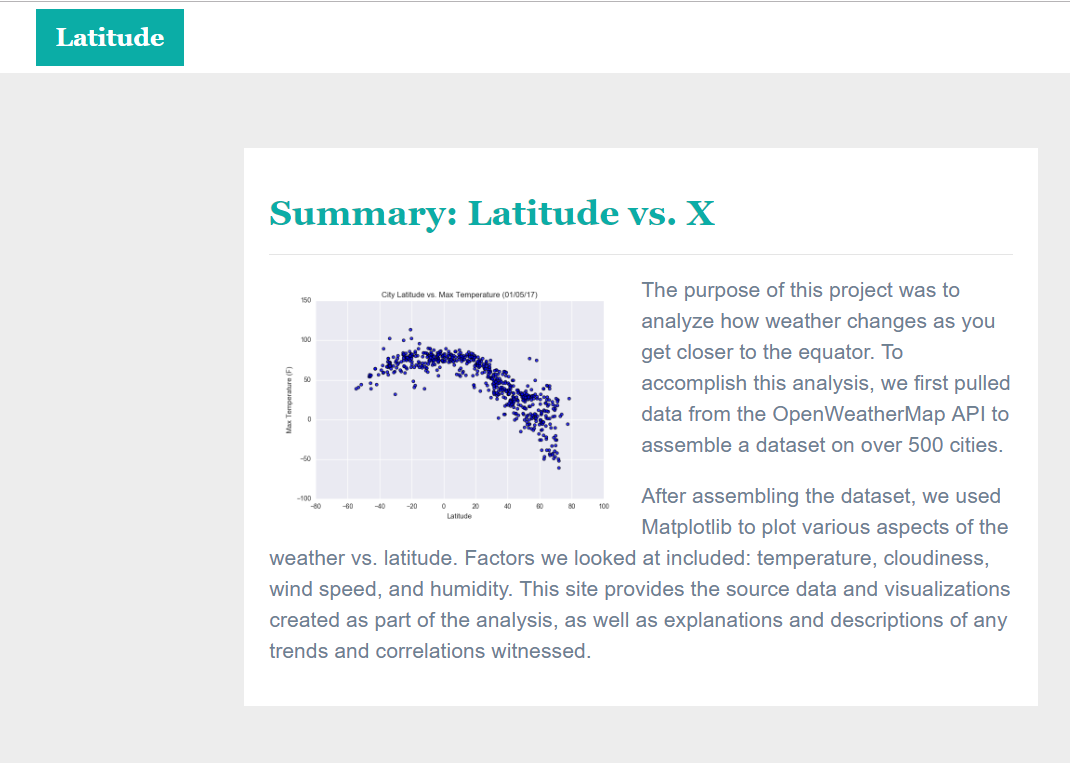 Latitude
Summary: Latitude vs. X
City Latitude vs. Max Temperature (01/05/17)
150
100
50
0
−50
−100
Max Temperature (F)
−80 −60 −40 −20 0 20 40 60 80 100
Latitude
The purpose of this project was to
analyze how weather changes as you
get closer to the equator. To
accomplish this analysis, we first pulled
data from the OpenWeatherMap API to
assemble a dataset on over 500 cities.
After assembling the dataset, we used
Matplotlib to plot various aspects of the
weather vs. latitude. Factors we looked at included: temperature, cloudiness,
wind speed, and humidity. This site provides the source data and visualizations
created as part of the analysis, as well as explanations and descriptions of any
trends and correlations witnessed.